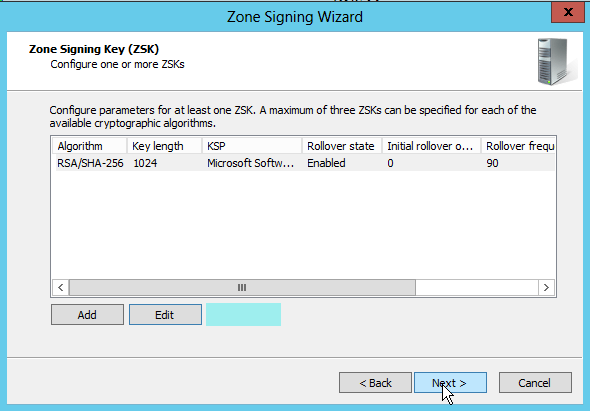 Zone Signing Wizard
x
Zone Signing Key (ZSK)
Configure one or more ZSKs
Configure parameters for at least one ZSK. A maximum of three ZSKs can be specified for each of the
available cryptographic algorithms.
Algorithm Key length KSP Rollover state Initial rollover o... Rollover frequ
RSA/SHA-256 1024 Microsoft Softw... Enabled 0 90
Add Edit
< Back Next > Cancel